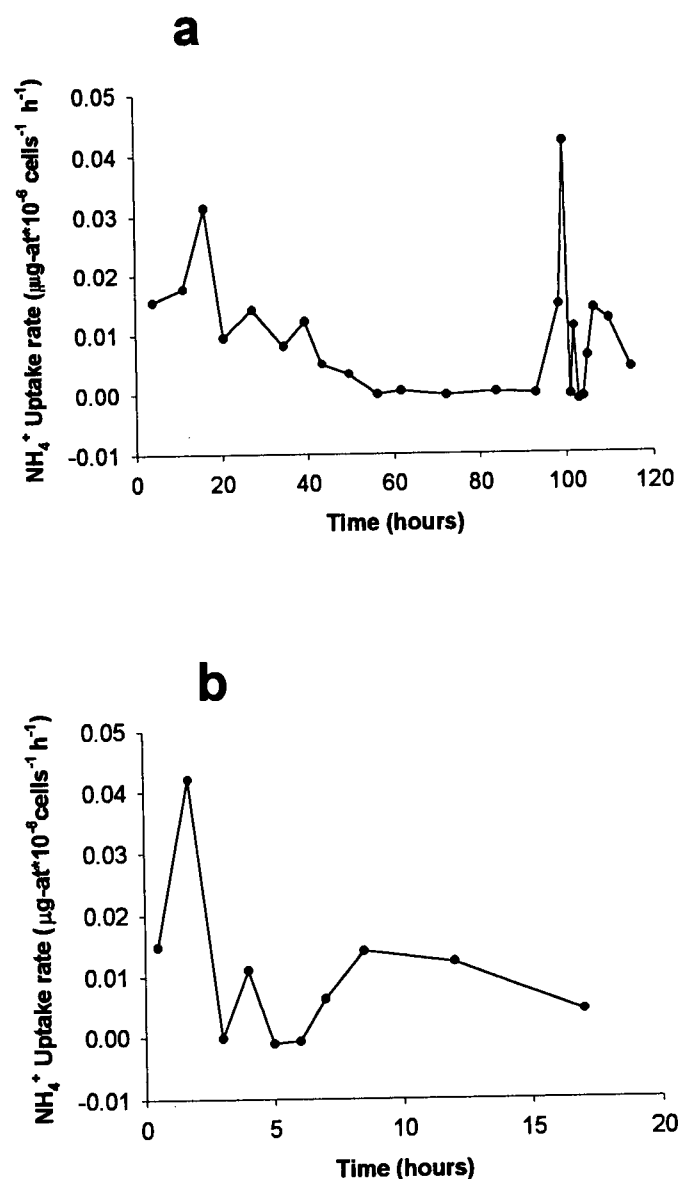 a
NH₄⁺ Uptake rate (µg-at*10⁻⁶ cells⁻¹ h⁻¹)
0.05
0.04
0.03
0.02
0.01
0.00
-0.01
0 20 40 60 80 100 120
Time (hours)
b
NH₄⁺ Uptake rate (µg-at*10⁻⁶cells⁻¹ h⁻¹)
0.05
0.04
0.03
0.02
0.01
0.00
-0.01
0 5 10 15 20
Time (hours)